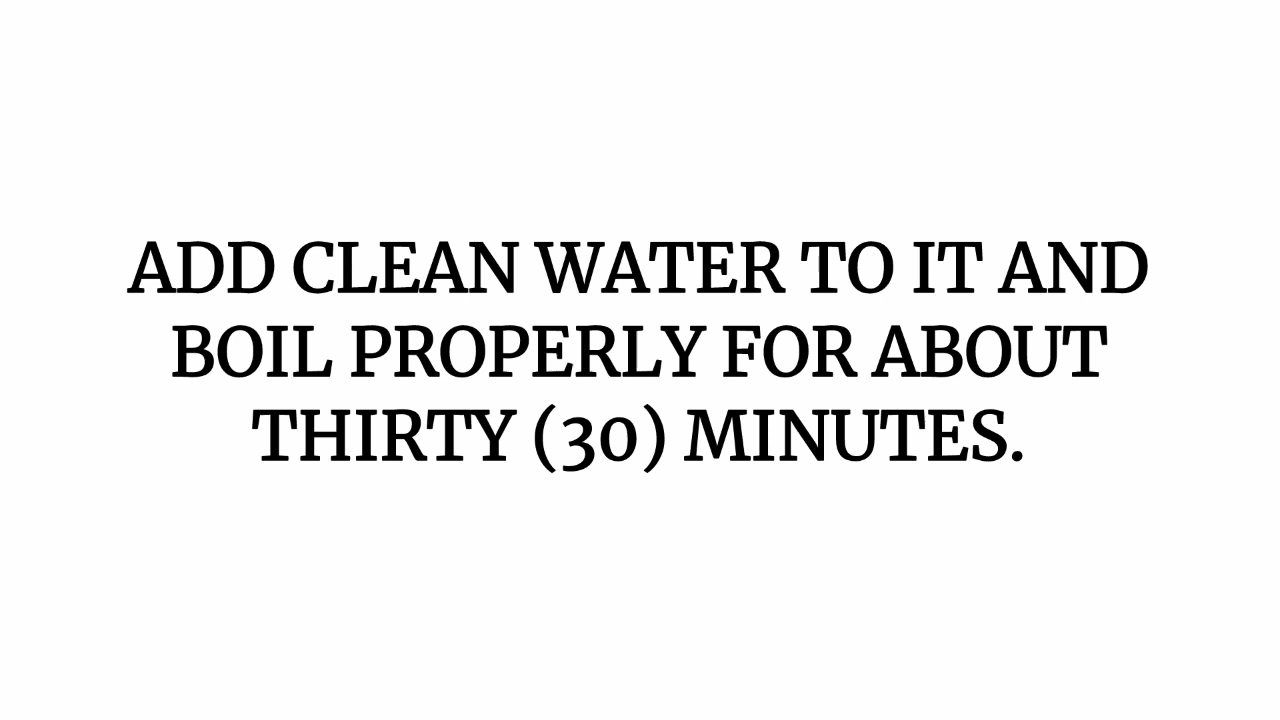 ADD CLEAN WATER TO IT AND
BOIL PROPERLY FOR ABOUT
THIRTY (30) MINUTES.